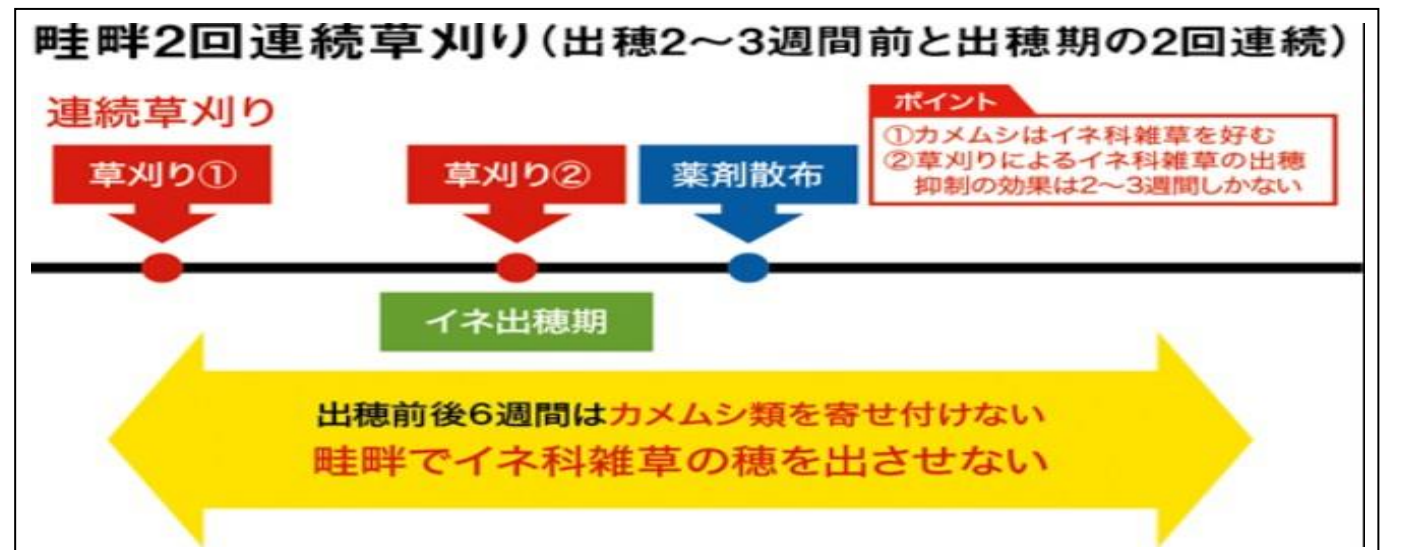 畦畔2回連続草刈り(出穂2~3週間前と出穂期の2回連続)
連続草刈り
ポイント
①カメムシはイネ科雑草を好む
②草刈りによるイネ科雑草の出穂
抑制の効果は2~3週間しかない
草刈り①
草刈り②
薬剤散布
イネ出穂期
出穂前後6週間はカメムシ類を寄せ付けない
畦畔でイネ科雑草の穂を出させない